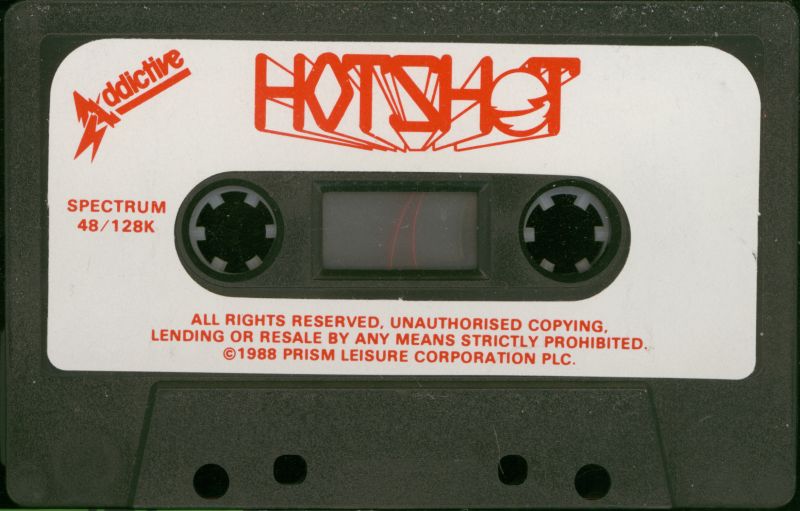 Addictive
HOTSHOT
SPECTRUM
48/128K
ALL RIGHTS RESERVED, UNAUTHORISED COPYING,
LENDING OR RESALE BY ANY MEANS STRICTLY PROHIBITED.
©1988 PRISM LEISURE CORPORATION PLC.